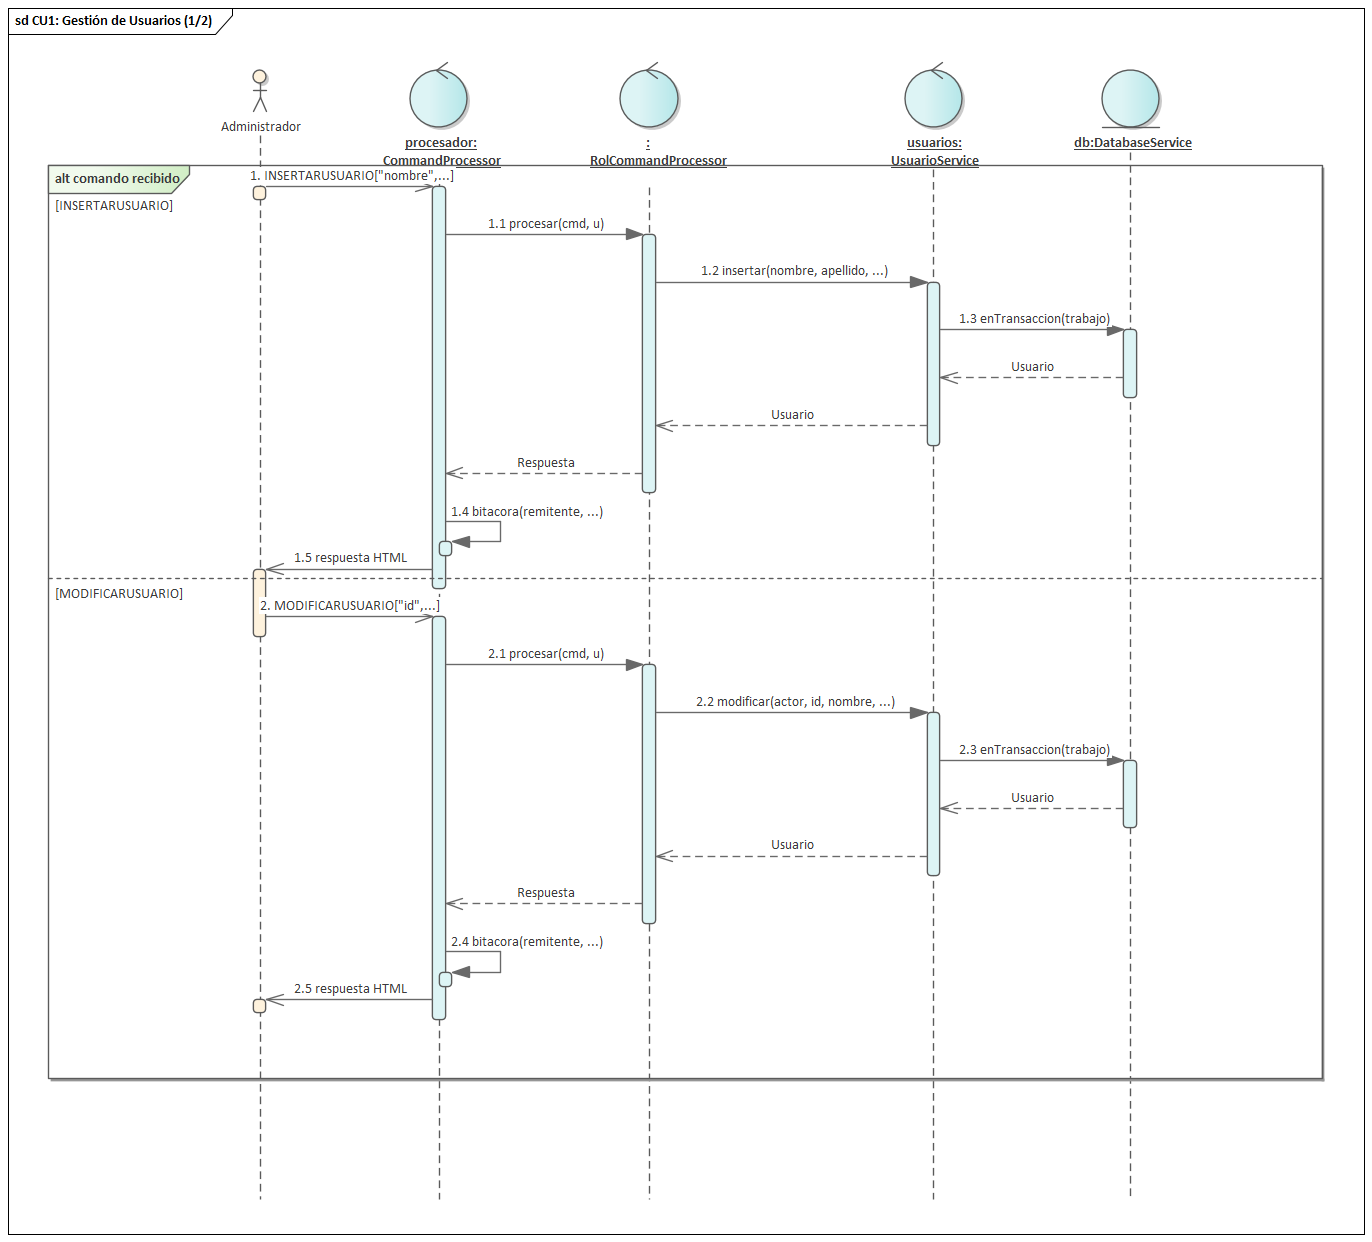 sd CU1: Gestión de Usuarios (1/2)
Administrador
procesador:
CommandProcessor
:
RolCommandProcessor
usuarios:
UsuarioService
db:DatabaseService
alt comando recibido
[INSERTARUSUARIO]
1. INSERTARUSUARIO["nombre",...]
1.1 procesar(cmd, u)
1.2 insertar(nombre, apellido, ...)
1.3 enTransaccion(trabajo)
Usuario
Usuario
Respuesta
1.4 bitacora(remitente, ...)
1.5 respuesta HTML
[MODIFICARUSUARIO]
2. MODIFICARUSUARIO["id",...]
2.1 procesar(cmd, u)
2.2 modificar(actor, id, nombre, ...)
2.3 enTransaccion(trabajo)
Usuario
Usuario
Respuesta
2.4 bitacora(remitente, ...)
2.5 respuesta HTML